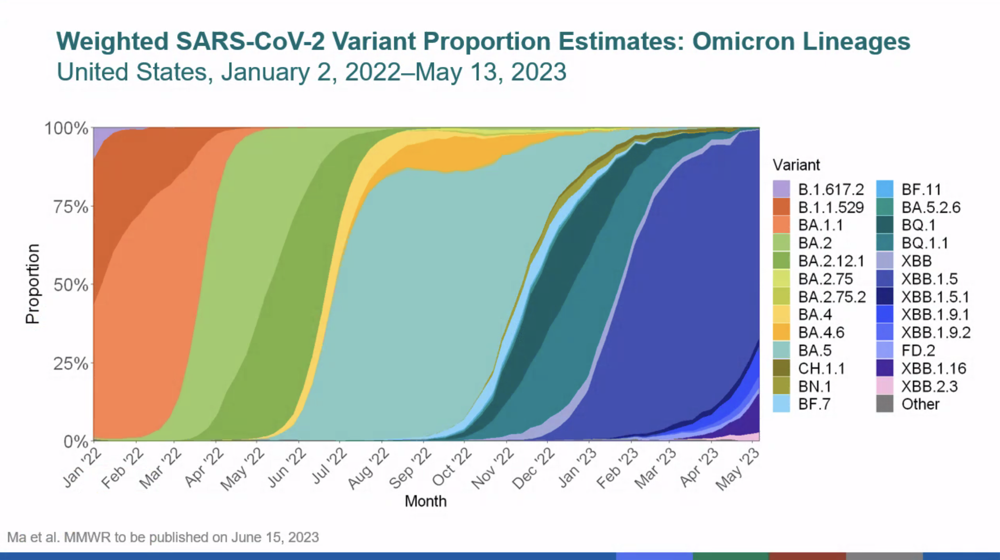 Weighted SARS-CoV-2 Variant Proportion Estimates: Omicron Lineages
United States, January 2, 2022–May 13, 2023
100%
75%
50%
25%
0%
Proportion
Jan '22
Feb '22
Mar '22
Apr '22
May '22
Jun '22
Jul '22
Aug '22
Sep '22
Oct '22
Nov '22
Dec '22
Jan '23
Feb '23
Mar '23
Apr '23
May '23
Month
Variant
B.1.617.2
B.1.1.529
BA.1.1
BA.2
BA.2.12.1
BA.2.75
BA.2.75.2
BA.4
BA.4.6
BA.5
CH.1.1
BN.1
BF.7
BF.11
BA.5.2.6
BQ.1
BQ.1.1
XBB
XBB.1.5
XBB.1.5.1
XBB.1.9.1
XBB.1.9.2
FD.2
XBB.1.16
XBB.2.3
Other
Ma et al. MMWR to be published on June 15, 2023